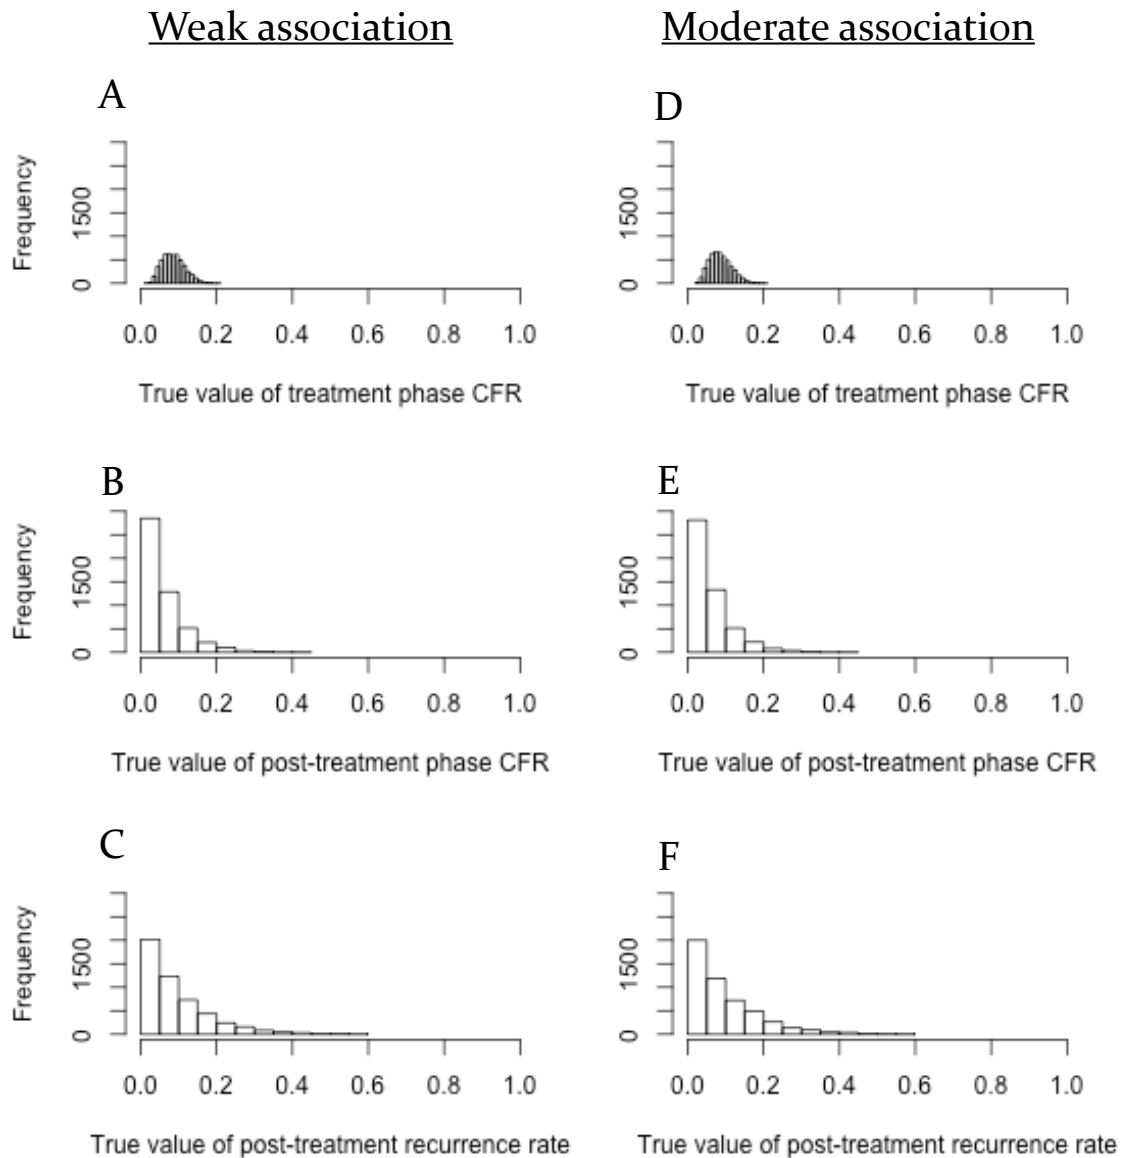 Weak association
Moderate association
A
D
Frequency
0 1500
0 1500
0.0 0.2 0.4 0.6 0.8 1.0
0.0 0.2 0.4 0.6 0.8 1.0
True value of treatment phase CFR
True value of treatment phase CFR
B
E
Frequency
0 1500
0 1500
0.0 0.2 0.4 0.6 0.8 1.0
0.0 0.2 0.4 0.6 0.8 1.0
True value of post-treatment phase CFR
True value of post-treatment phase CFR
C
F
Frequency
0 1500
0 1500
0.0 0.2 0.4 0.6 0.8 1.0
0.0 0.2 0.4 0.6 0.8 1.0
True value of post-treatment recurrence rate
True value of post-treatment recurrence rate